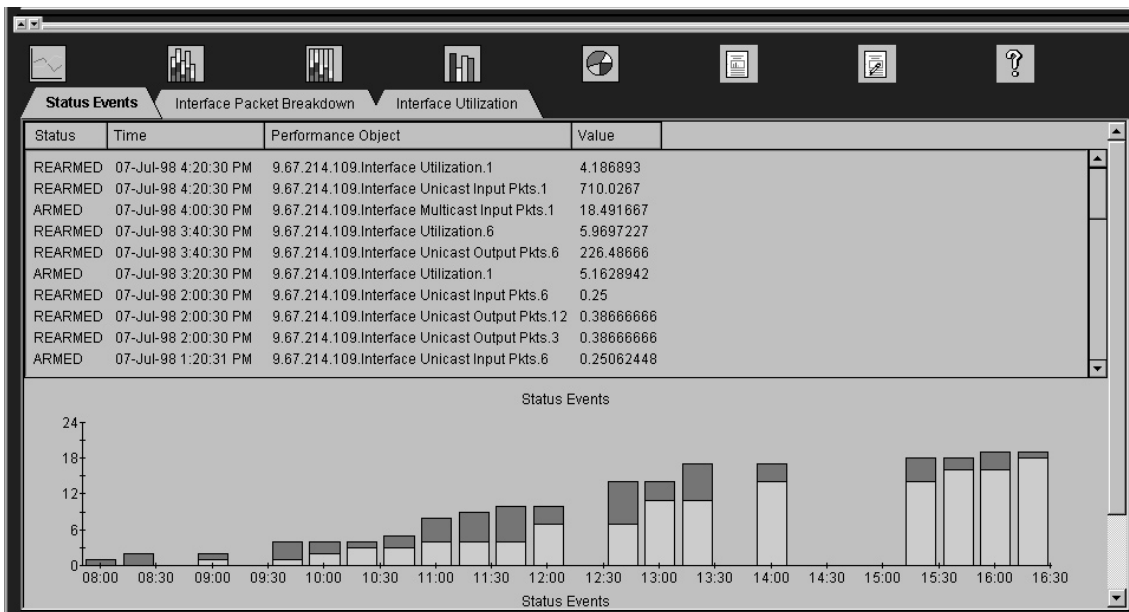 Status Events Interface Packet Breakdown Interface Utilization
Status Time Performance Object Value
REARMED 07-Jul-98 4:20:30 PM 9.67.214.109.Interface Utilization.1 4.186893
REARMED 07-Jul-98 4:20:30 PM 9.67.214.109.Interface Unicast Input Pkts.1 710.0267
ARMED 07-Jul-98 4:00:30 PM 9.67.214.109.Interface Multicast Input Pkts.1 18.491667
REARMED 07-Jul-98 3:40:30 PM 9.67.214.109.Interface Utilization.6 5.9697227
REARMED 07-Jul-98 3:40:30 PM 9.67.214.109.Interface Unicast Output Pkts.6 226.48666
ARMED 07-Jul-98 3:20:30 PM 9.67.214.109.Interface Utilization.1 5.1628942
REARMED 07-Jul-98 2:00:30 PM 9.67.214.109.Interface Unicast Input Pkts.6 0.25
REARMED 07-Jul-98 2:00:30 PM 9.67.214.109.Interface Unicast Output Pkts.12 0.38666666
REARMED 07-Jul-98 2:00:30 PM 9.67.214.109.Interface Unicast Output Pkts.3 0.38666666
ARMED 07-Jul-98 1:20:31 PM 9.67.214.109.Interface Unicast Input Pkts.6 0.25062448
Status Events
24
18
12
6
0
08:00 08:30 09:00 09:30 10:00 10:30 11:00 11:30 12:00 12:30 13:00 13:30 14:00 14:30 15:00 15:30 16:00 16:30
Status Events